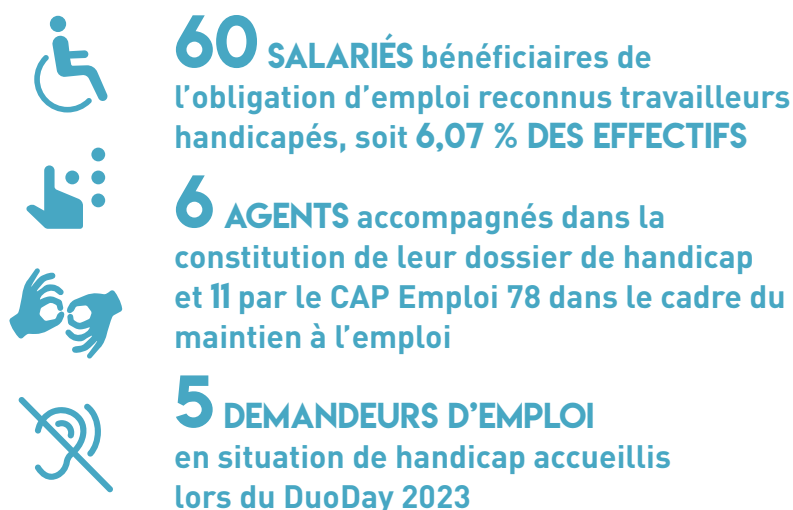 60 SALARIÉS bénéficiaires de
l’obligation d’emploi reconnus travailleurs
handicapés, soit 6,07 % DES EFFECTIFS
6 AGENTS accompagnés dans la
constitution de leur dossier de handicap
et 11 par le CAP Emploi 78 dans le cadre du
maintien à l’emploi
5 DEMANDEURS D’EMPLOI
en situation de handicap accueillis
lors du DuoDay 2023